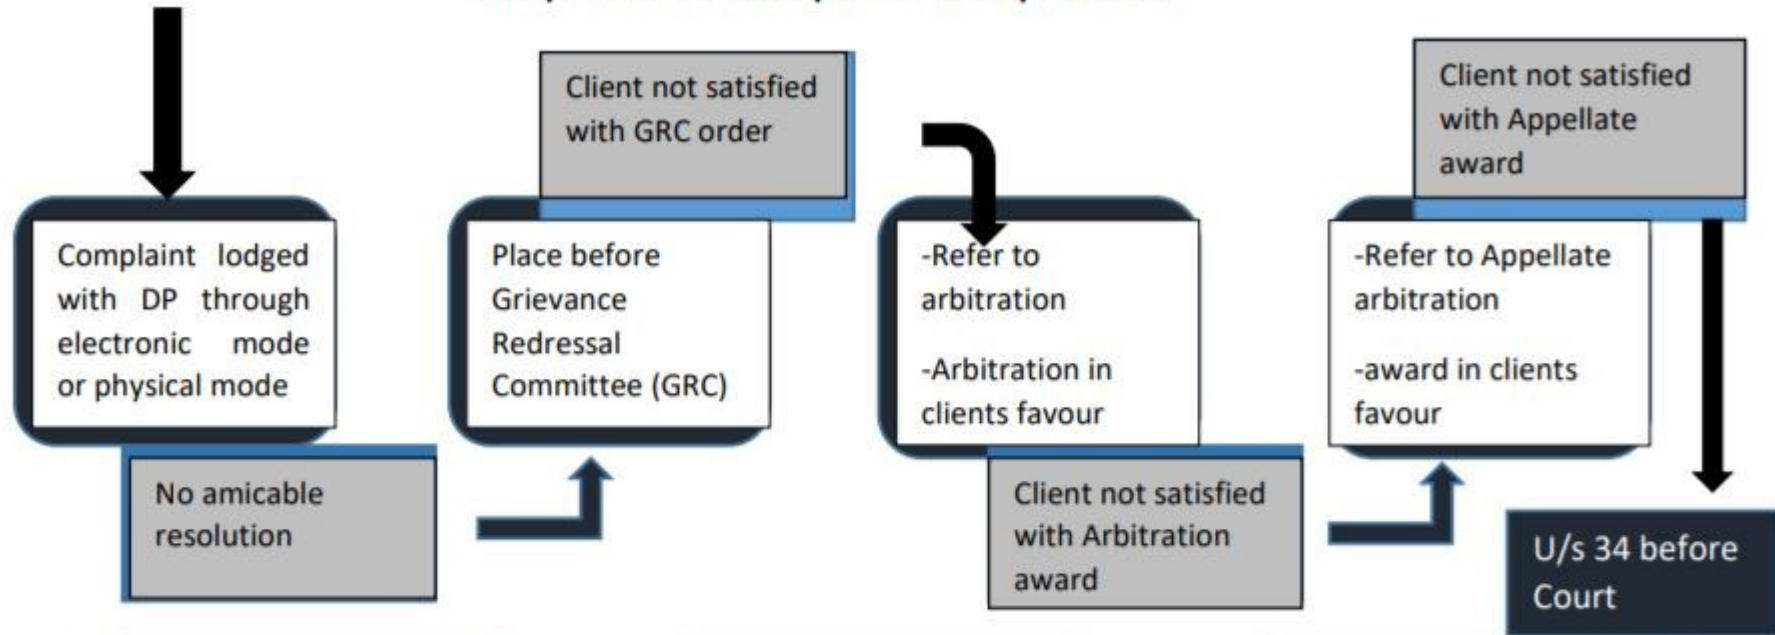 Complaint lodged
with DP through
electronic mode
or physical mode
No amicable
resolution
Client not satisfied
with GRC order
Place before
Grievance
Redressal
Committee (GRC)
-Refer to
arbitration
-Arbitration in
clients favour
Client not satisfied
with Arbitration
award
Client not satisfied
with Appellate
award
-Refer to Appellate
arbitration
-award in clients
favour
U/s 34 before
Court